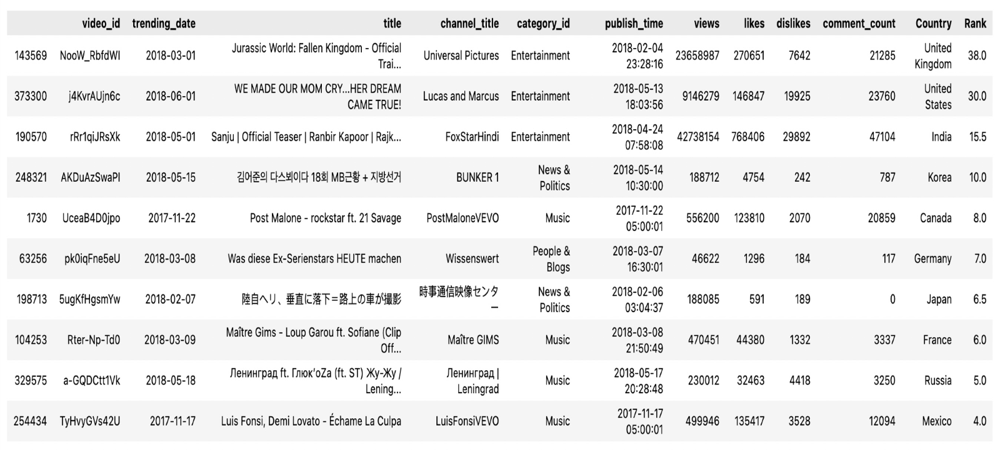 video_id trending_date title channel_title category_id publish_time views likes dislikes comment_count Country Rank
143569 NooW_RbfdWI 2018-03-01 Jurassic World: Fallen Kingdom - Official Trai... Universal Pictures Entertainment 2018-02-04 23:28:16 23658987 270651 7642 21285 United Kingdom 38.0
373300 j4KvrAUjn6c 2018-06-01 WE MADE OUR MOM CRY...HER DREAM CAME TRUE! Lucas and Marcus Entertainment 2018-05-13 18:03:56 9146279 146847 19925 23760 United States 30.0
190570 rRr1qiJRsXk 2018-05-01 Sanju | Official Teaser | Ranbir Kapoor | Rajk... FoxStarHindi Entertainment 2018-04-24 07:58:08 42738154 768406 29892 47104 India 15.5
248321 AKDuAzSwaPI 2018-05-15 김어준의 다스뵈이다 18회 MB근황 + 지방선거 BUNKER 1 News & Politics 2018-05-14 10:30:00 188712 4754 242 787 Korea 10.0
1730 UceaB4D0jpo 2017-11-22 Post Malone - rockstar ft. 21 Savage PostMaloneVEVO Music 2017-11-22 05:00:01 556200 123810 2070 20859 Canada 8.0
63256 pk0iqFne5eU 2018-03-08 Was diese Ex-Serienstars HEUTE machen Wissenswert People & Blogs 2018-03-07 16:30:01 46622 1296 184 117 Germany 7.0
198713 5ugKfHgsmYw 2018-02-07 陸自ヘリ、垂直に落下＝路上の車が撮影 時事通信映像センター News & Politics 2018-02-06 03:04:37 188085 591 189 0 Japan 6.5
104253 Rter-Np-Td0 2018-03-09 Maître Gims - Loup Garou ft. Sofiane (Clip Off... Maître GIMS Music 2018-03-08 21:50:49 470451 44380 1332 3337 France 6.0
329575 a-GQDCtt1Vk 2018-05-18 Ленинград ft. Глюк’oZa (ft. ST) Жу-Жу / Lening... Ленинград | Leningrad Music 2018-05-17 20:28:48 230012 32463 4418 3250 Russia 5.0
254434 TyHvyGVs42U 2017-11-17 Luis Fonsi, Demi Lovato - Échame La Culpa LuisFonsiVEVO Music 2017-11-17 05:00:01 499946 135417 3528 12094 Mexico 4.0